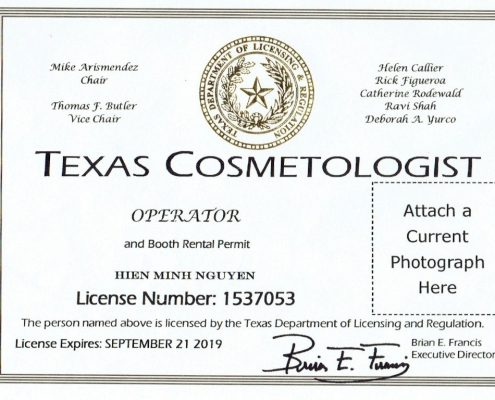 Mike Arismendez
Chair
Thomas F. Butler
Vice Chair
TEXAS DEPARTMENT OF LICENSING & REGULATION
Helen Callier
Rick Figueroa
Catherine Rodewald
Ravi Shah
Deborah A. Yurco
TEXAS COSMETOLOGIST
OPERATOR
and Booth Rental Permit
HIEN MINH NGUYEN
License Number: 1537053
Attach a
Current
Photograph
Here
The person named above is licensed by the Texas Department of Licensing and Regulation.
License Expires: SEPTEMBER 21 2019
Brian E. Francis
Brian E. Francis
Executive Director